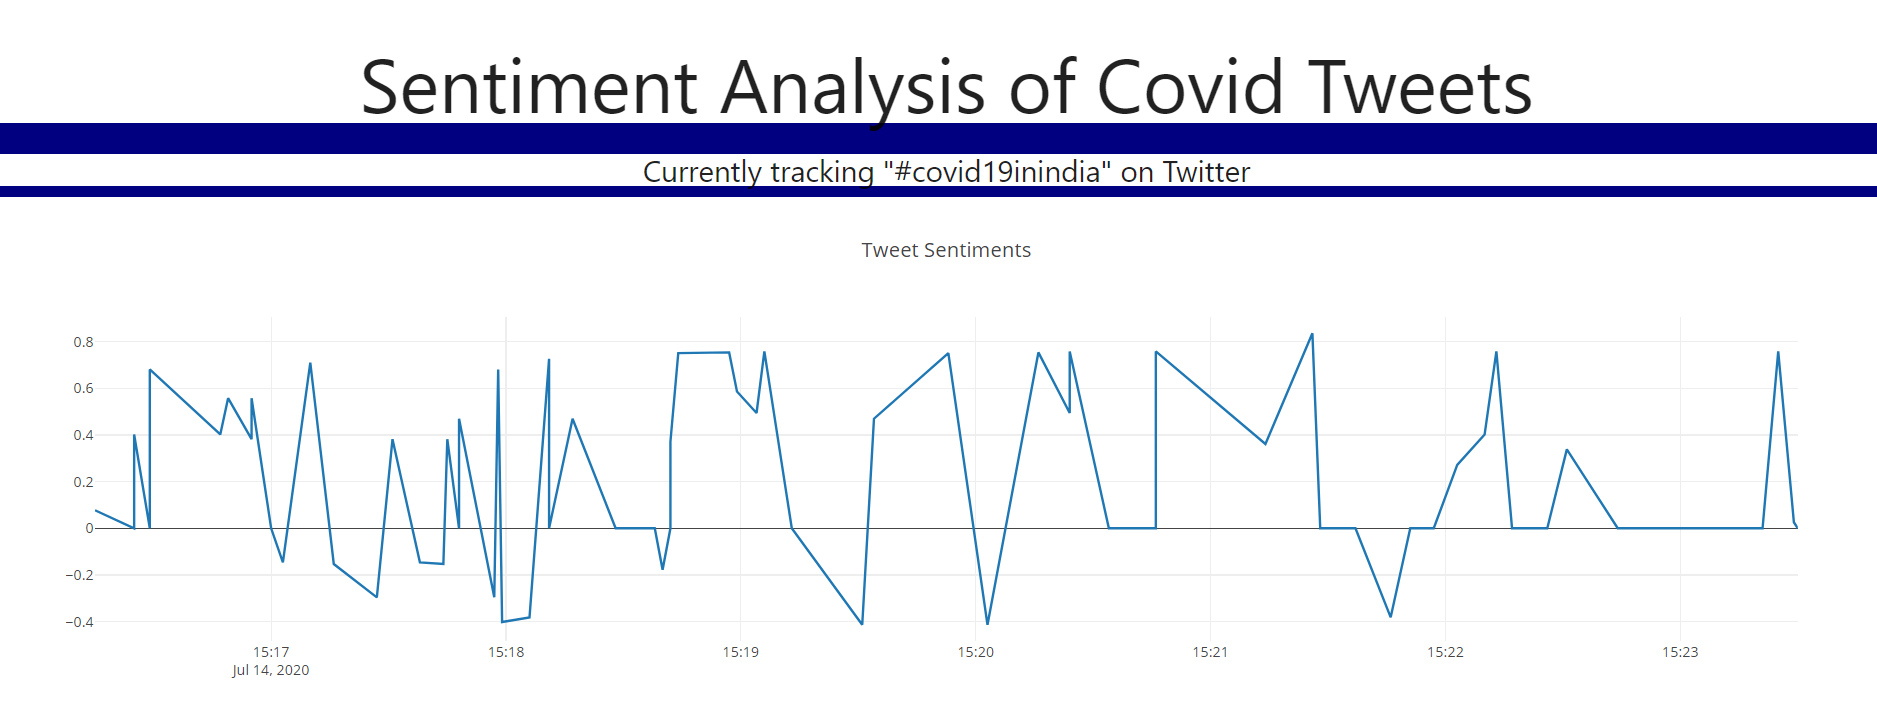 Sentiment Analysis of Covid Tweets
Currently tracking "#covid19inindia" on Twitter
Tweet Sentiments
0.8
0.6
0.4
0.2
0
−0.2
−0.4
15:17 15:18 15:19 15:20 15:21 15:22 15:23
Jul 14, 2020